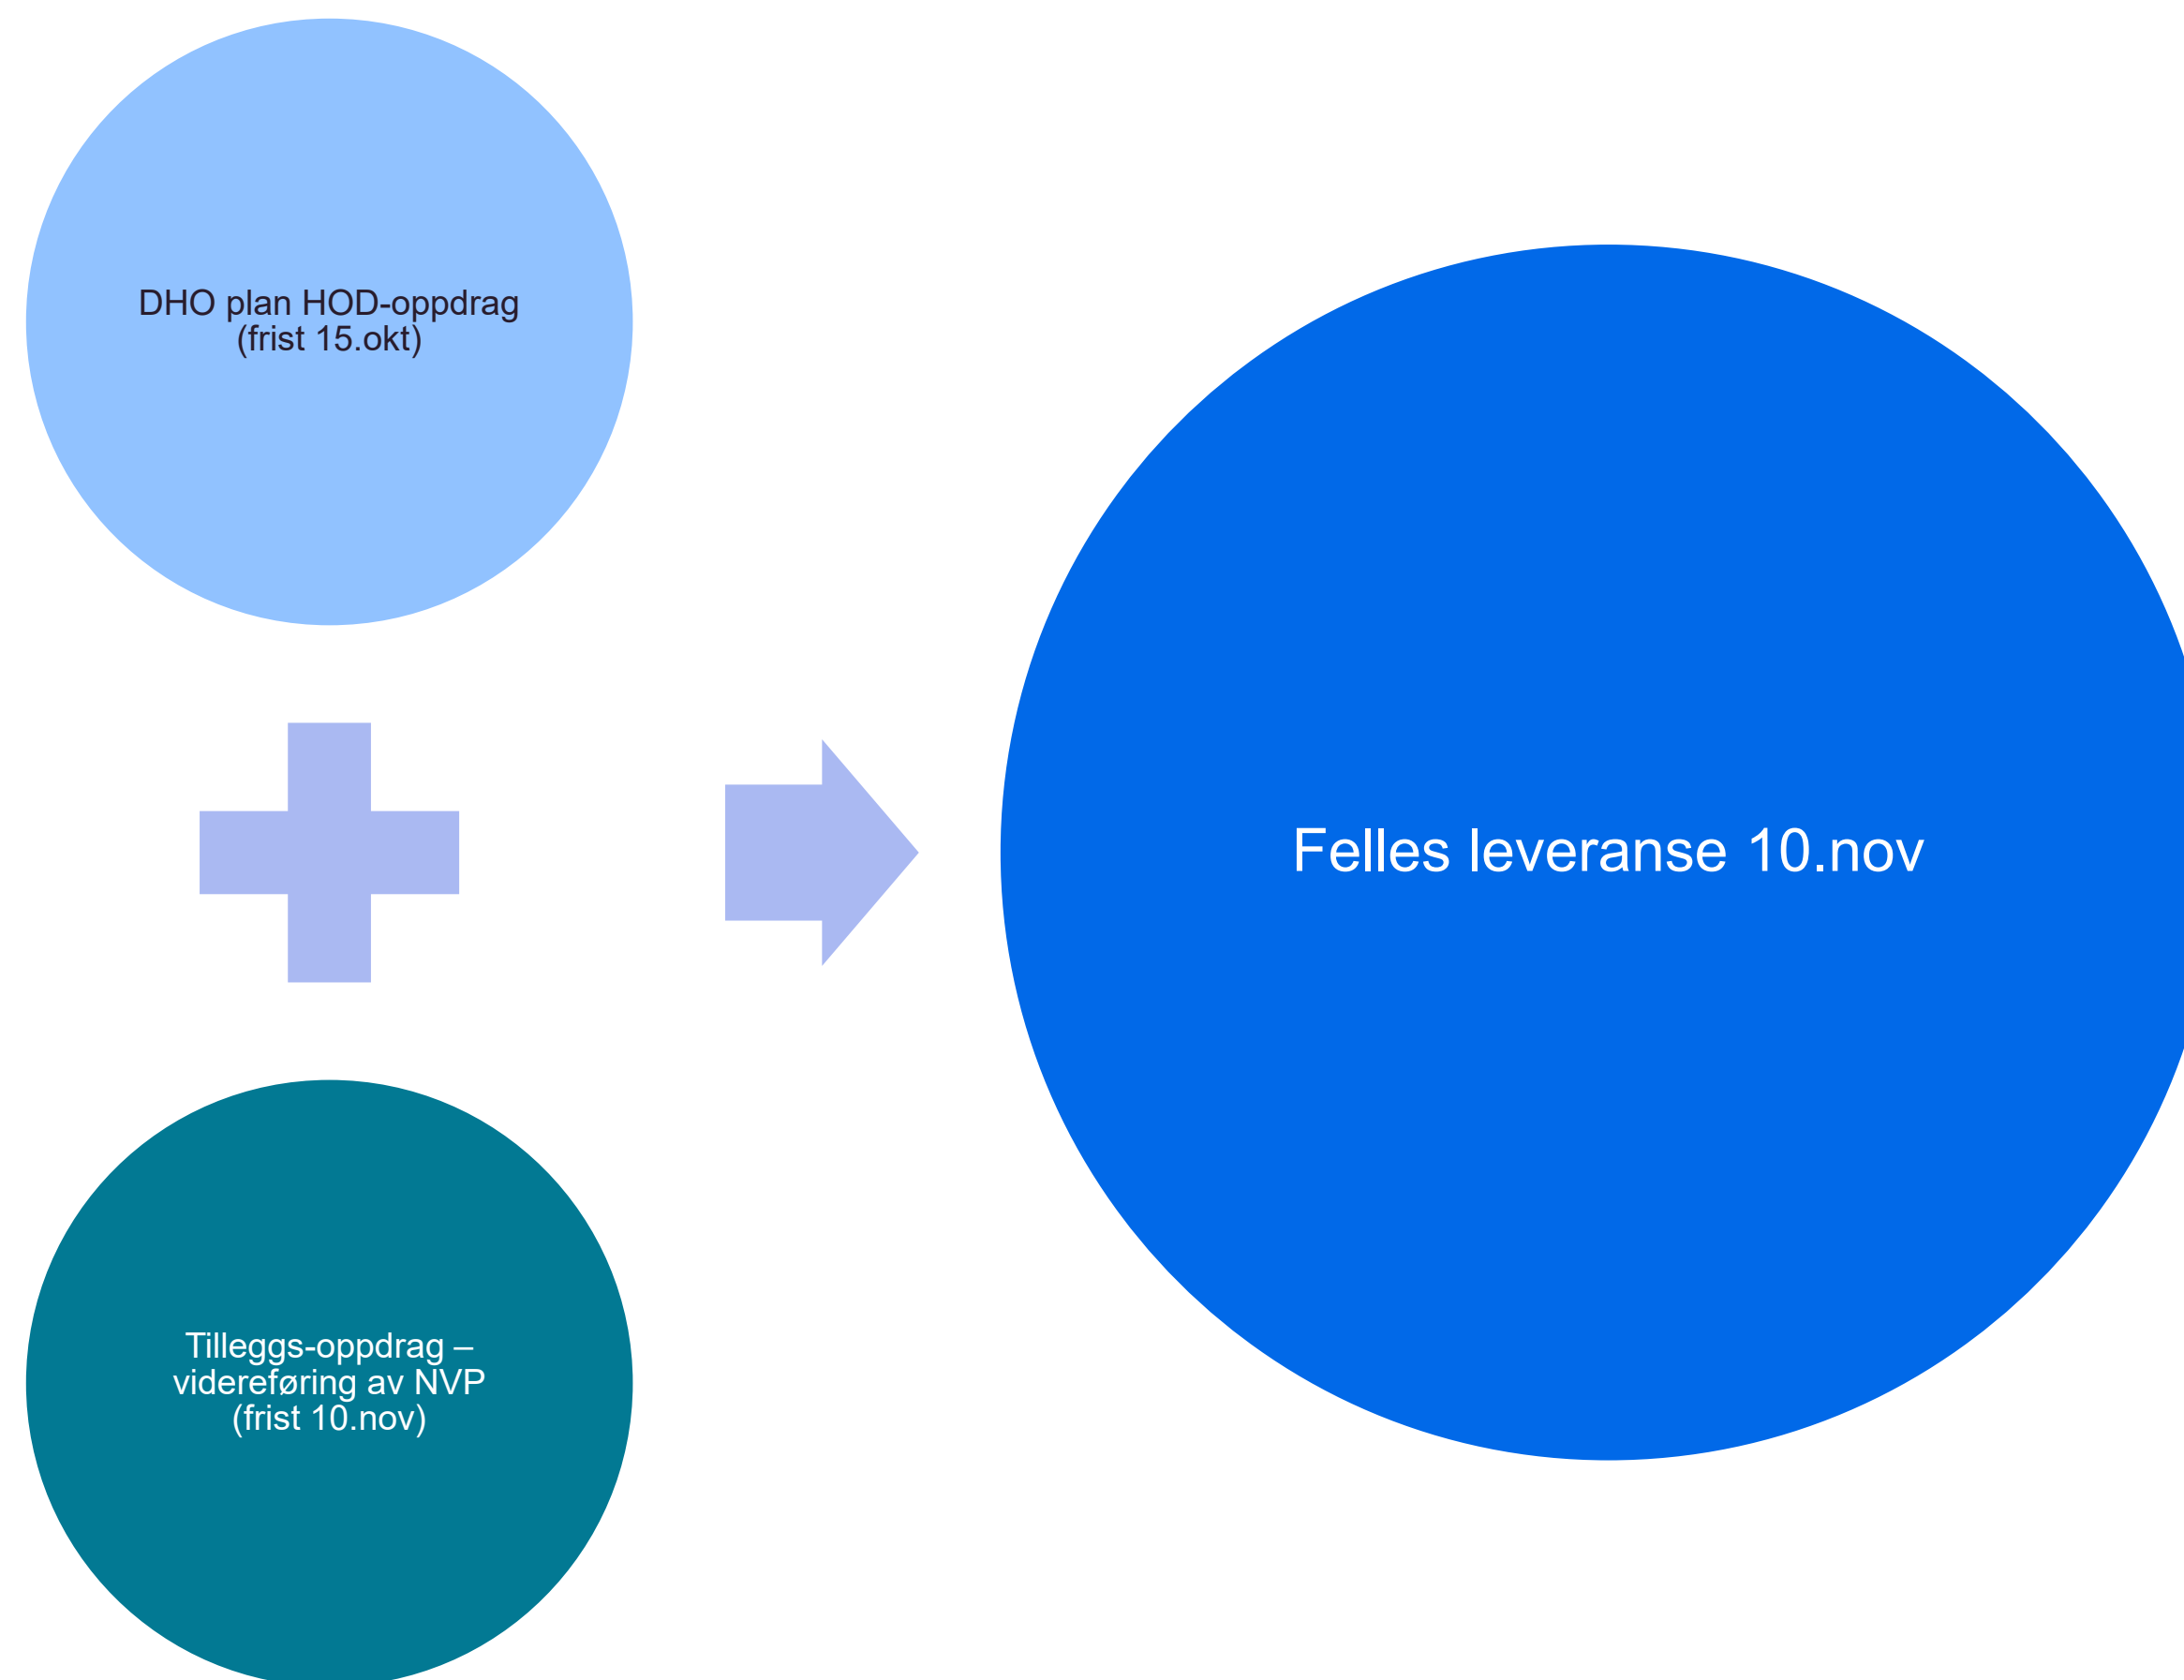 DHO plan HOD-oppdrag
(frist 15.okt)
Tilleggs-oppdrag –
videreføring av NVP
(frist 10.nov)
Felles leveranse 10.nov